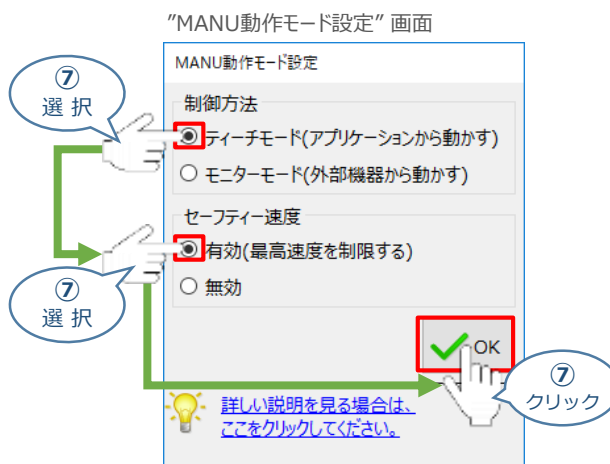 ”MANU動作モード設定” 画面
MANU動作モード設定
⑦
選 択
制御方法
ティーチモード(アプリケーションから動かす)
モニターモード(外部機器から動かす)
セーフティー速度
有効(最高速度を制限する)
⑦
選 択
無効
OK
⑦
クリック
詳しい説明を見る場合は、
ここをクリックしてください。